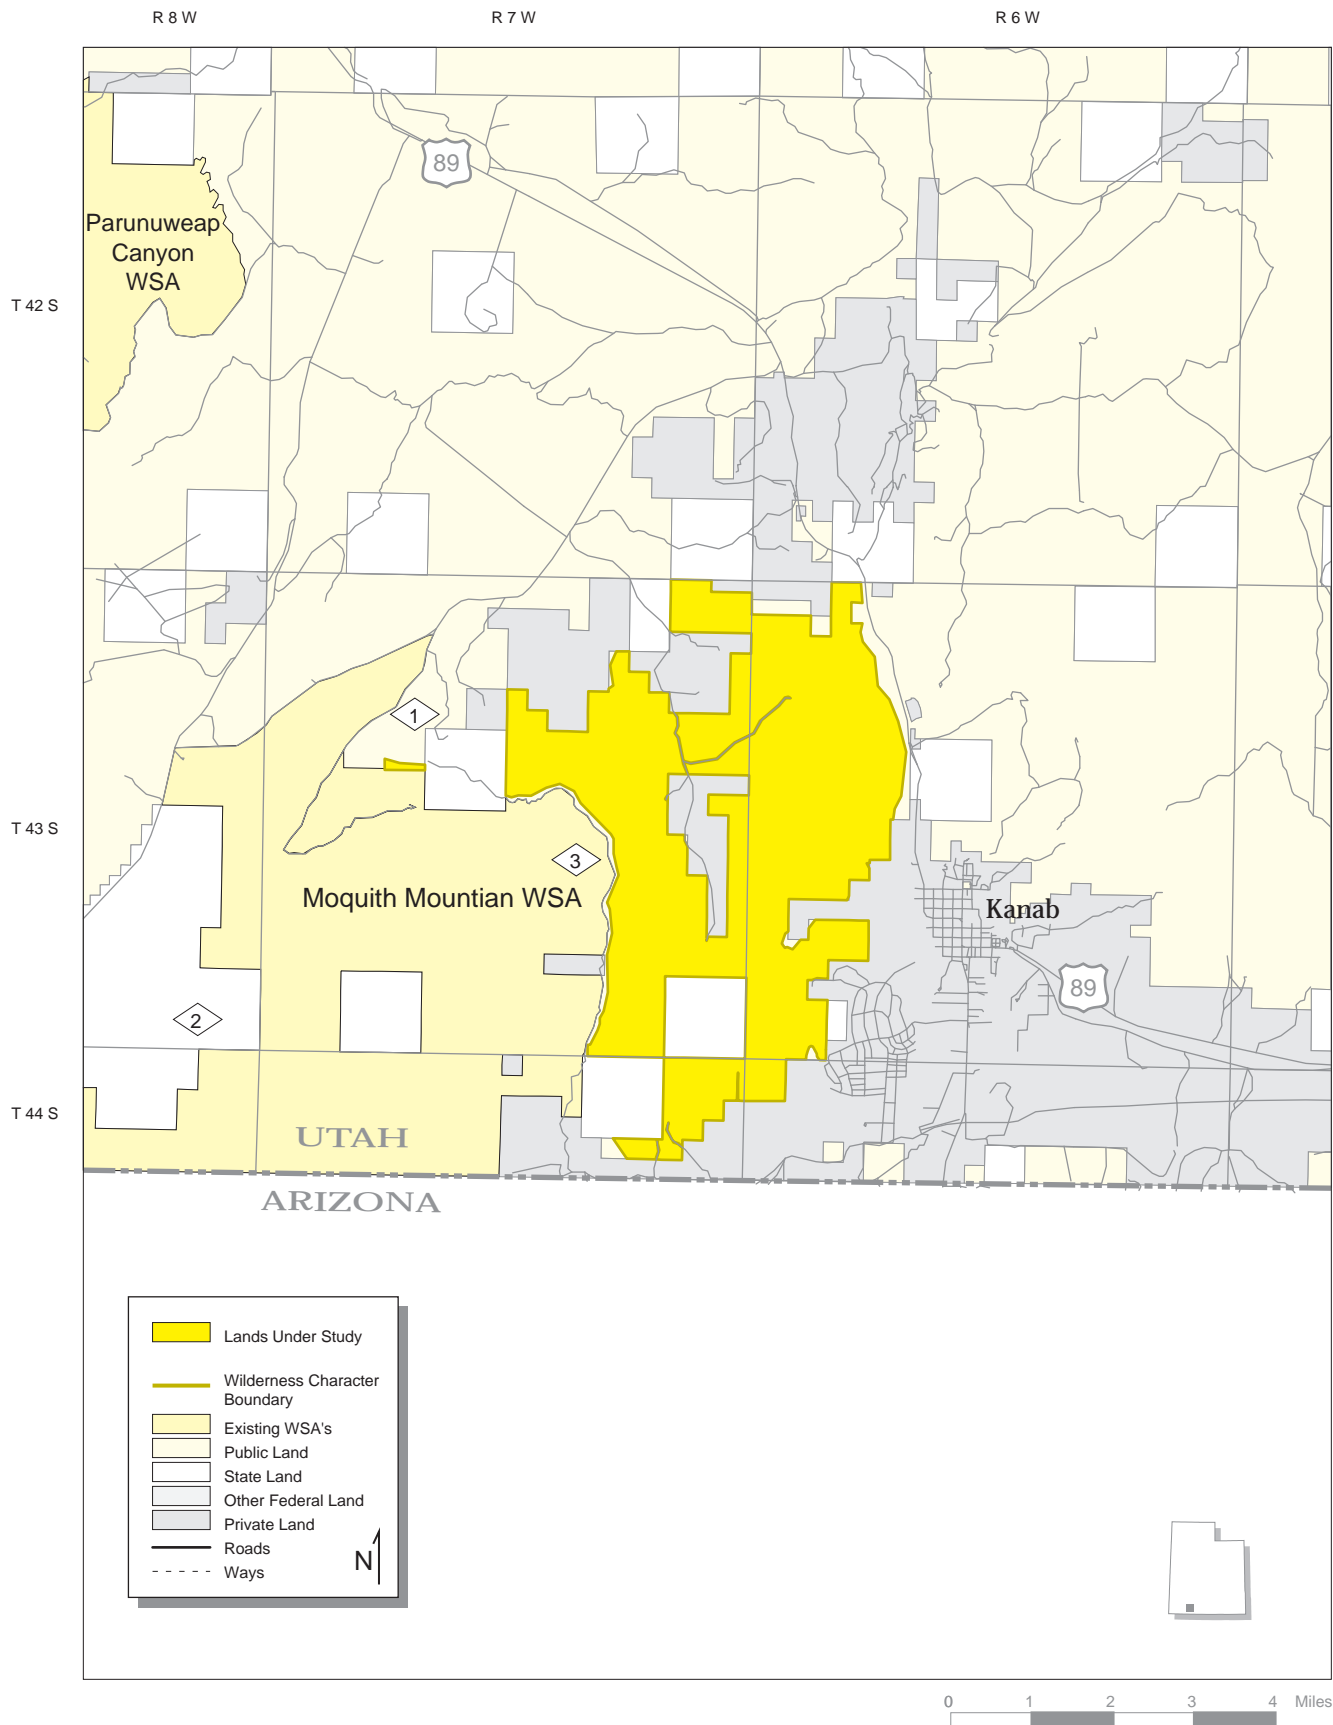 R 8 W
R 7 W
R 6 W
89
Parunuweap
Canyon
WSA
T 42 S
1
T 43 S
3
Moquith Mountian WSA
Kanab
89
2
T 44 S
UTAH
ARIZONA
Lands Under Study
Wilderness Character
Boundary
Existing WSA's
Public Land
State Land
Other Federal Land
Private Land
Roads
Ways
N
0 1 2 3 4 Miles